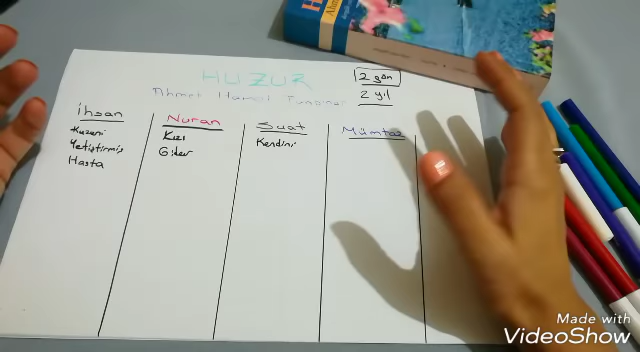 HUZUR
Ahmet Hamdi Tanpınar
2 gün
2 yıl
İhsan
Kuzeni
Yetiştirmiş
Hasta
Nuran
Kızı
Gider
Suat
Kendini
Mümtaz
Made with
VideoShow